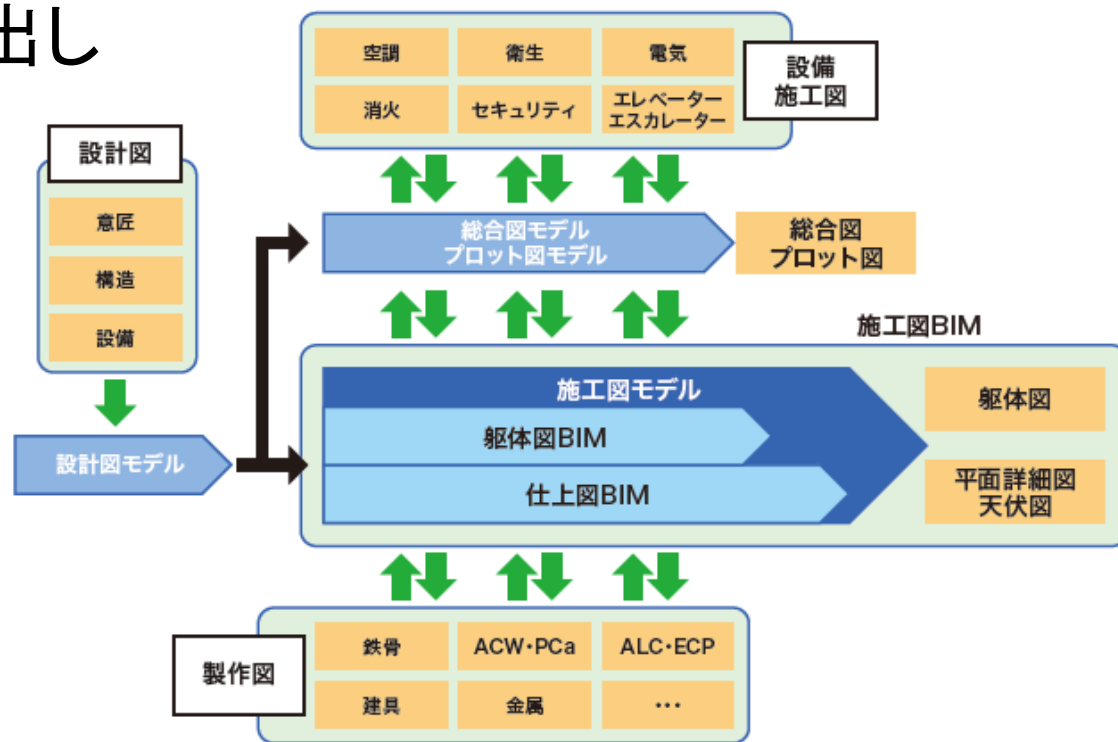 出し
空調
衛生
電気
消火
セキュリティ
エレベーター
エスカレーター
設備
施工図
設計図
意匠
構造
設備
設計図モデル
総合図モデル
プロット図モデル
総合図
プロット図
施工図BIM
施工図モデル
躯体図BIM
仕上図BIM
躯体図
平面詳細図
天伏図
製作図
鉄骨
ACW・PCa
ALC・ECP
建具
金属
・・・